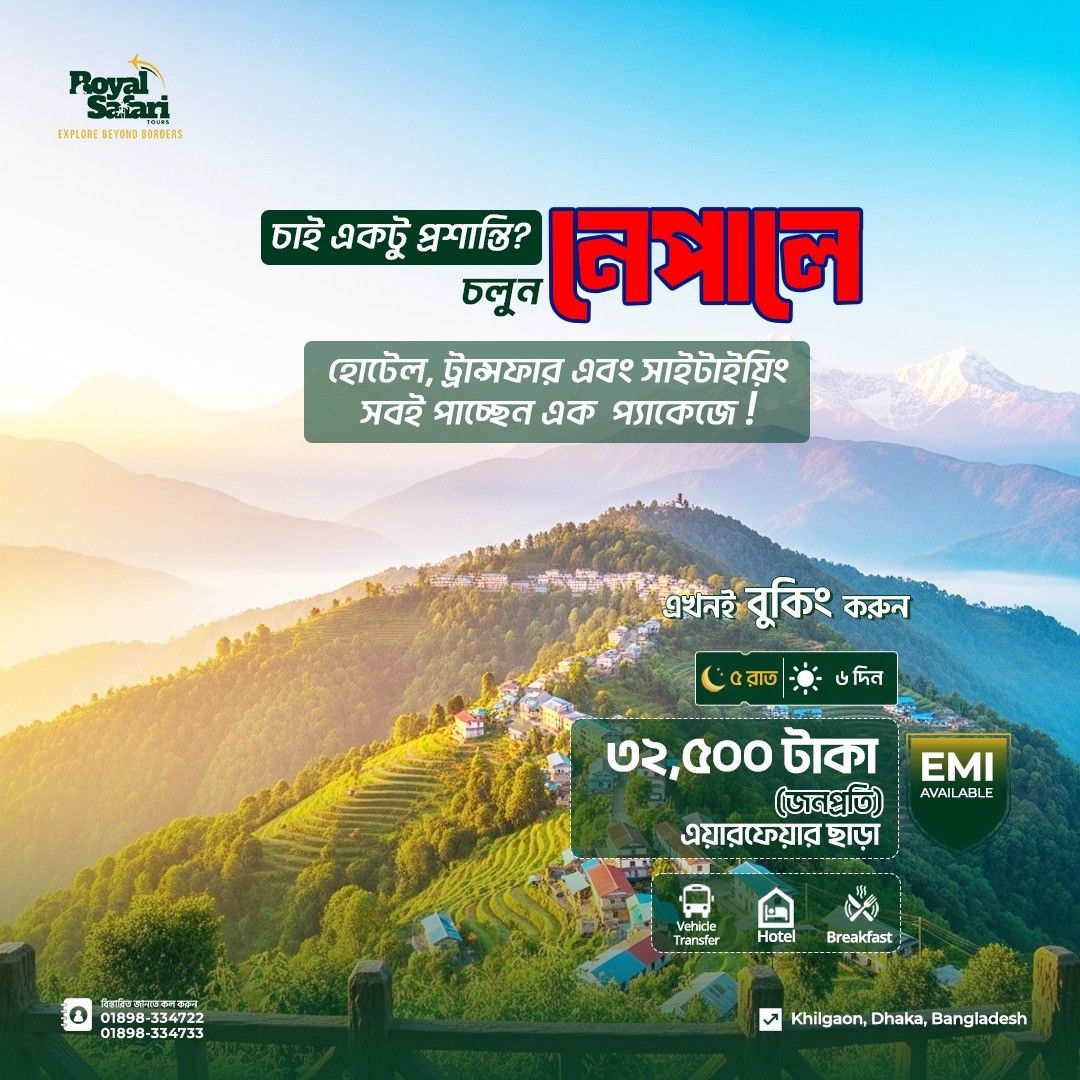 Royal
Safari
TOURS
EXPLORE BEYOND BORDERS
চাই একটু প্রশান্তি?
চলুন নেপালে
হোটেল, ট্রান্সফার এবং সাইটাইয়িং
সবই পাচ্ছেন এক প্যাকেজে!
এখনই বুকিং করুন
৫ রাত ৬ দিন
৩২,৫০০ টাকা
(জনপ্রতি)
এয়ারফেয়ার ছাড়া
EMI
AVAILABLE
Vehicle
Transfer
Hotel
Breakfast
বিস্তারিত জানতে কল করুন
01898-334722
01898-334733
Khilgaon, Dhaka, Bangladesh